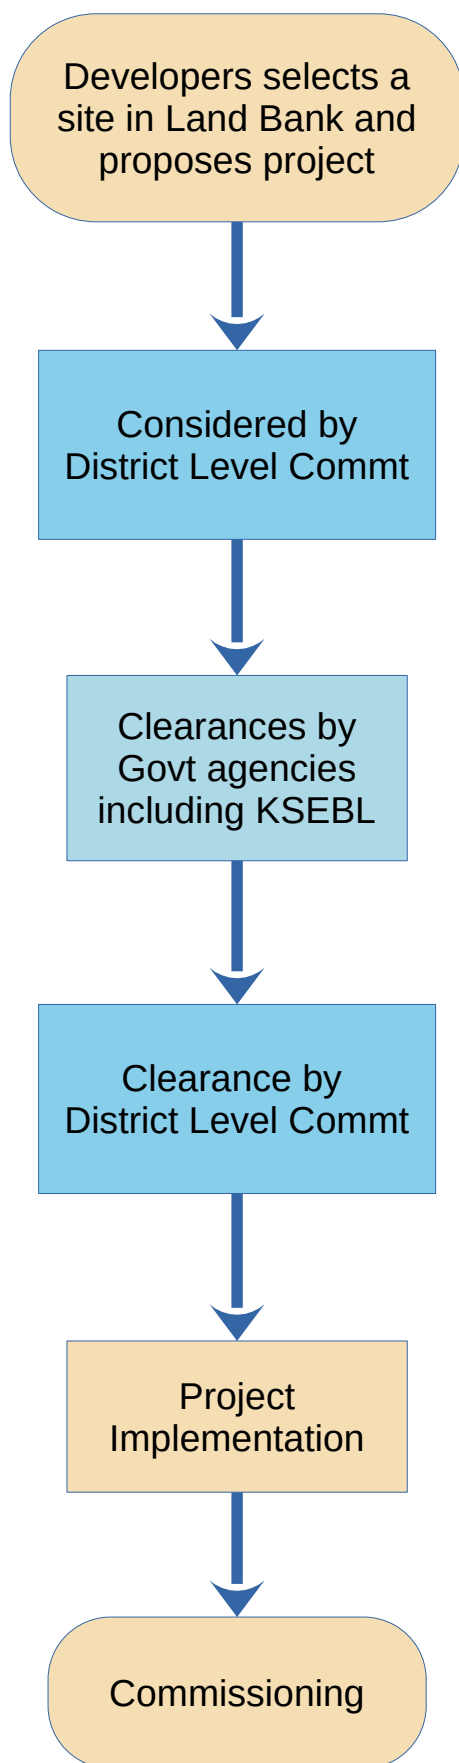 Developers selects a
site in Land Bank and
proposes project
Considered by
District Level Commt
Clearances by
Govt agencies
including KSEBL
Clearance by
District Level Commt
Project
Implementation
Commissioning